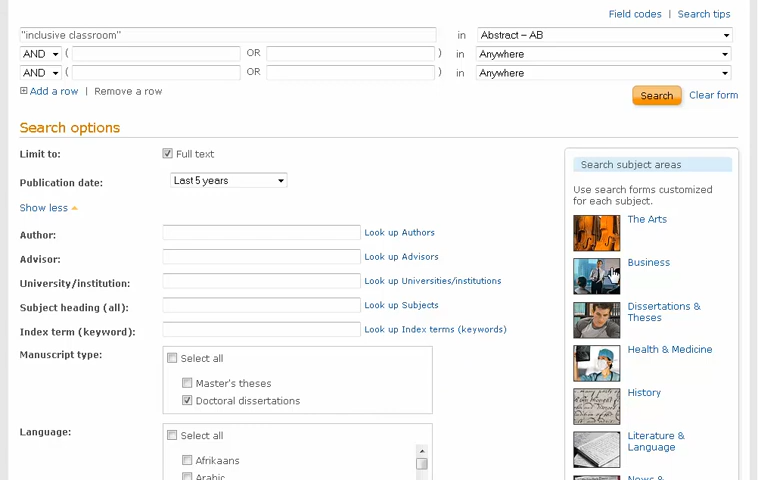 Field codes | Search tips
"inclusive classroom" in Abstract – AB
AND ( OR ) in Anywhere
AND ( OR ) in Anywhere
Add a row | Remove a row
Search Clear form
Search options
Limit to: Full text
Publication date: Last 5 years
Show less
Author: Look up Authors
Advisor: Look up Advisors
University/institution: Look up Universities/institutions
Subject heading (all): Look up Subjects
Index term (keyword): Look up Index terms (keywords)
Manuscript type: Select all
Master's theses
Doctoral dissertations
Language: Select all
Afrikaans
Arabic
Search subject areas
Use search forms customized
for each subject.
The Arts
Business
Dissertations &
Theses
Health & Medicine
History
Literature &
Language
News &